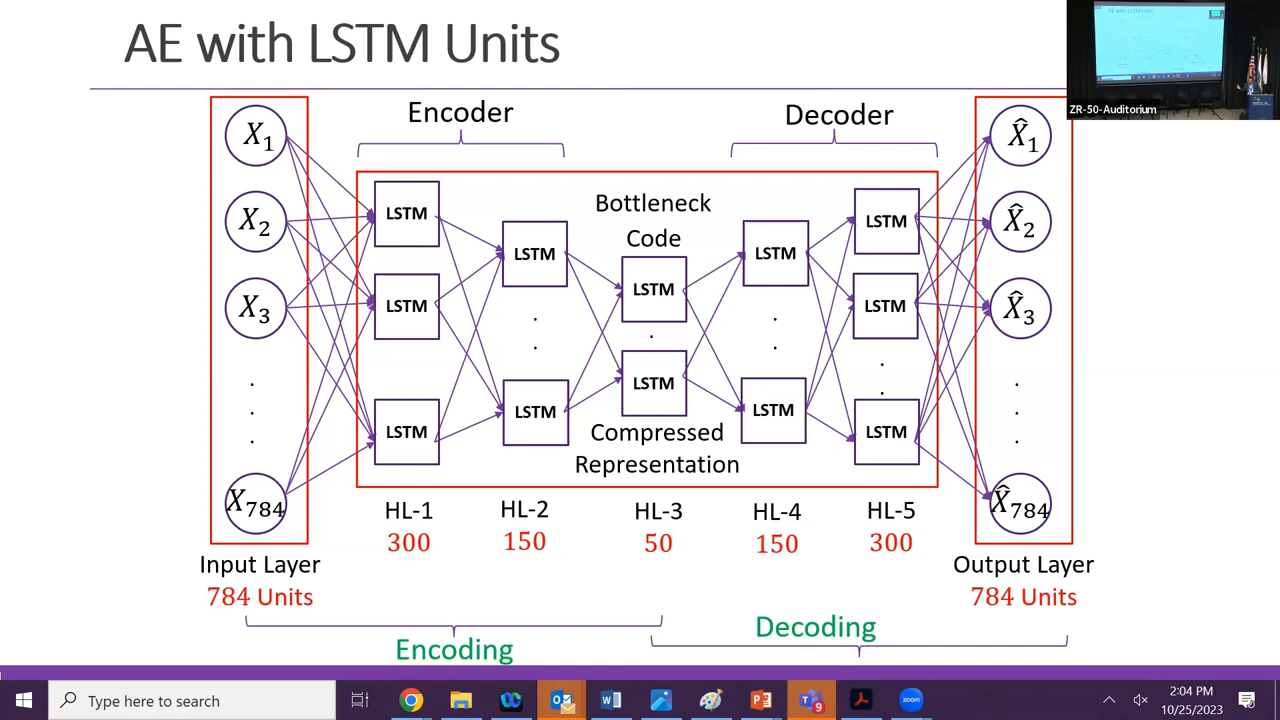 AE with LSTM Units
ZR-50-Auditorium
Encoder
Decoder
X1
X2
X3
X784
LSTM
LSTM
LSTM
LSTM
LSTM
Bottleneck
Code
LSTM
LSTM
Compressed
Representation
LSTM
LSTM
LSTM
LSTM
LSTM
X̂1
X̂2
X̂3
X̂784
HL-1
300
HL-2
150
HL-3
50
HL-4
150
HL-5
300
Input Layer
784 Units
Output Layer
784 Units
Encoding
Decoding
Type here to search
9
2:04 PM
10/25/2023